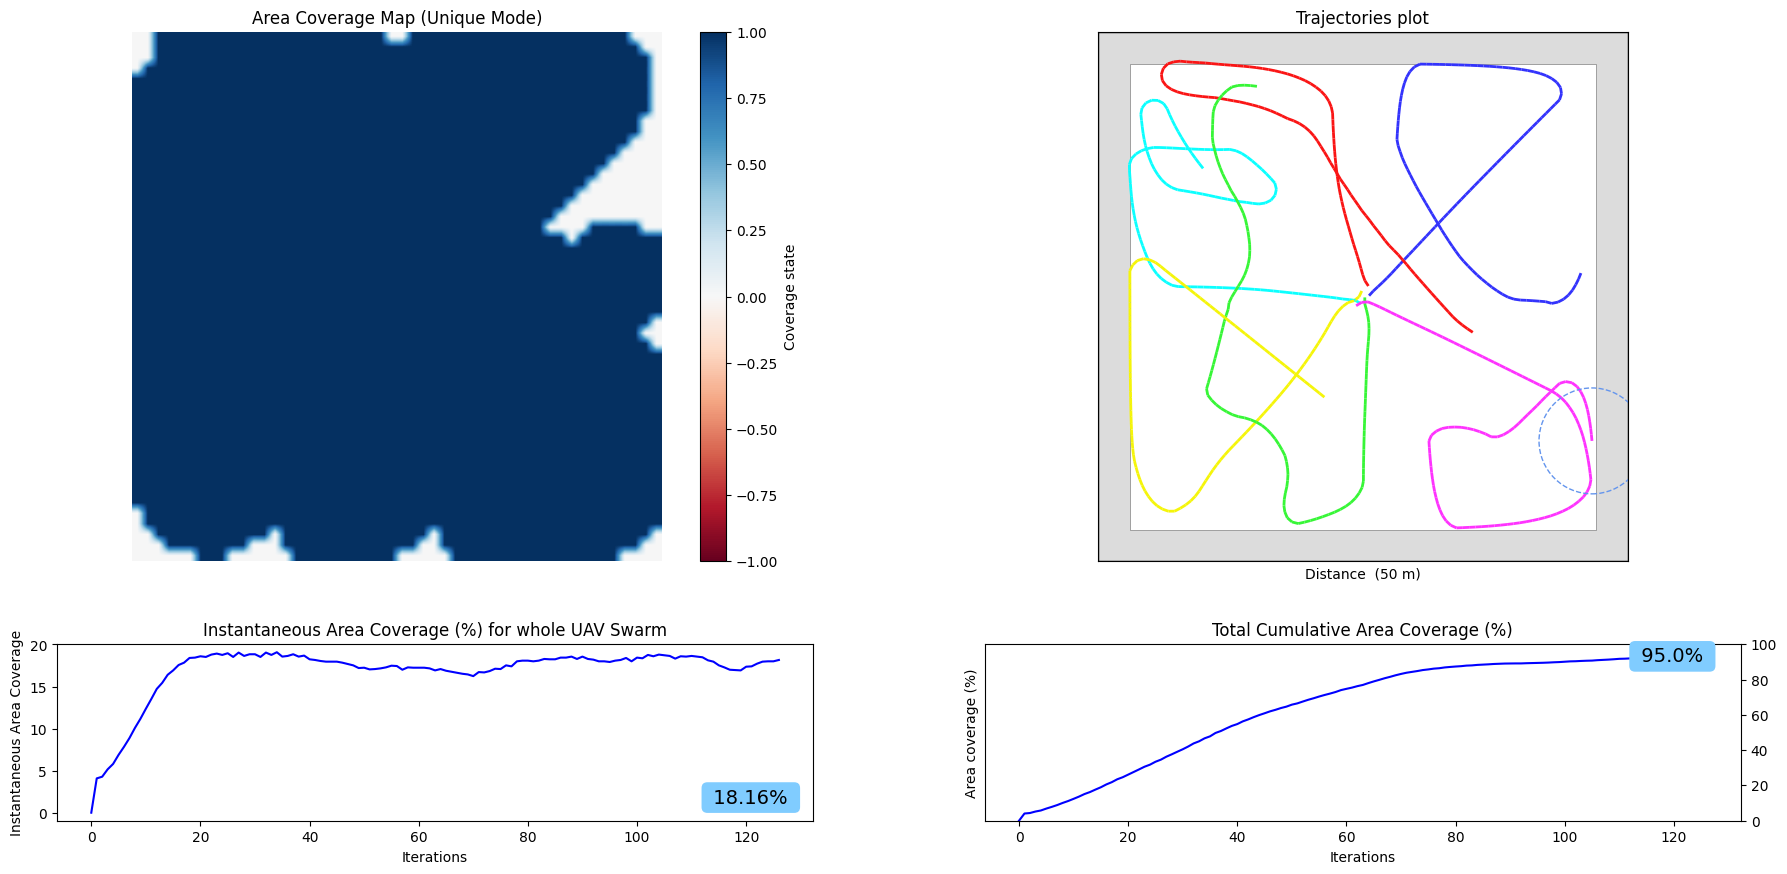 Area Coverage Map (Unique Mode)
1.00
0.75
0.50
0.25
0.00
−0.25
−0.50
−0.75
−1.00
Coverage state
Trajectories plot
Distance  (50 m)
Instantaneous Area Coverage (%) for whole UAV Swarm
Instantaneous Area Coverage
20
15
10
5
0
18.16%
0 20 40 60 80 100 120
Iterations
Total Cumulative Area Coverage (%)
Area coverage (%)
95.0%
100
80
60
40
20
0
0 20 40 60 80 100 120
Iterations